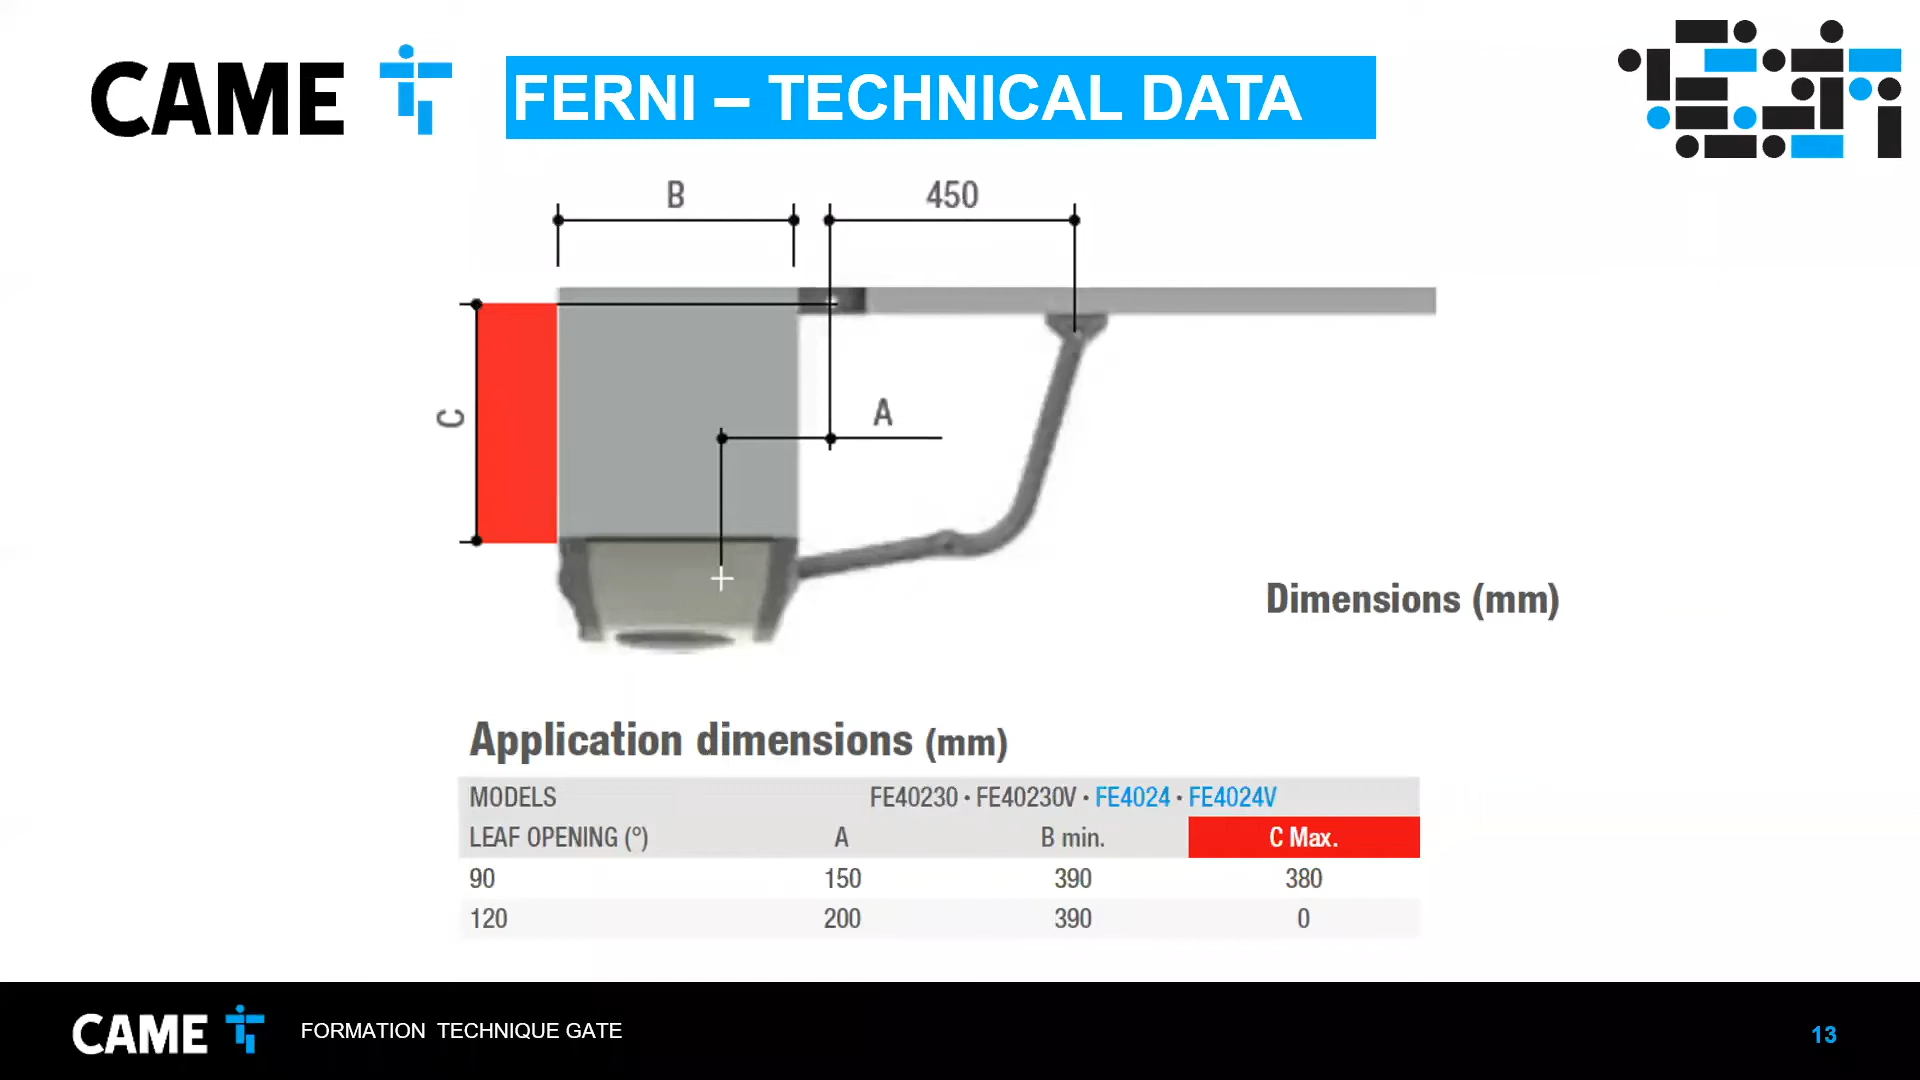 CAME
FERNI – TECHNICAL DATA
B
450
C
A
Dimensions (mm)
Application dimensions (mm)
MODELS FE40230 · FE40230V · FE4024 · FE4024V
LEAF OPENING (°) A B min. C Max.
90 150 390 380
120 200 390 0
CAME FORMATION TECHNIQUE GATE 13